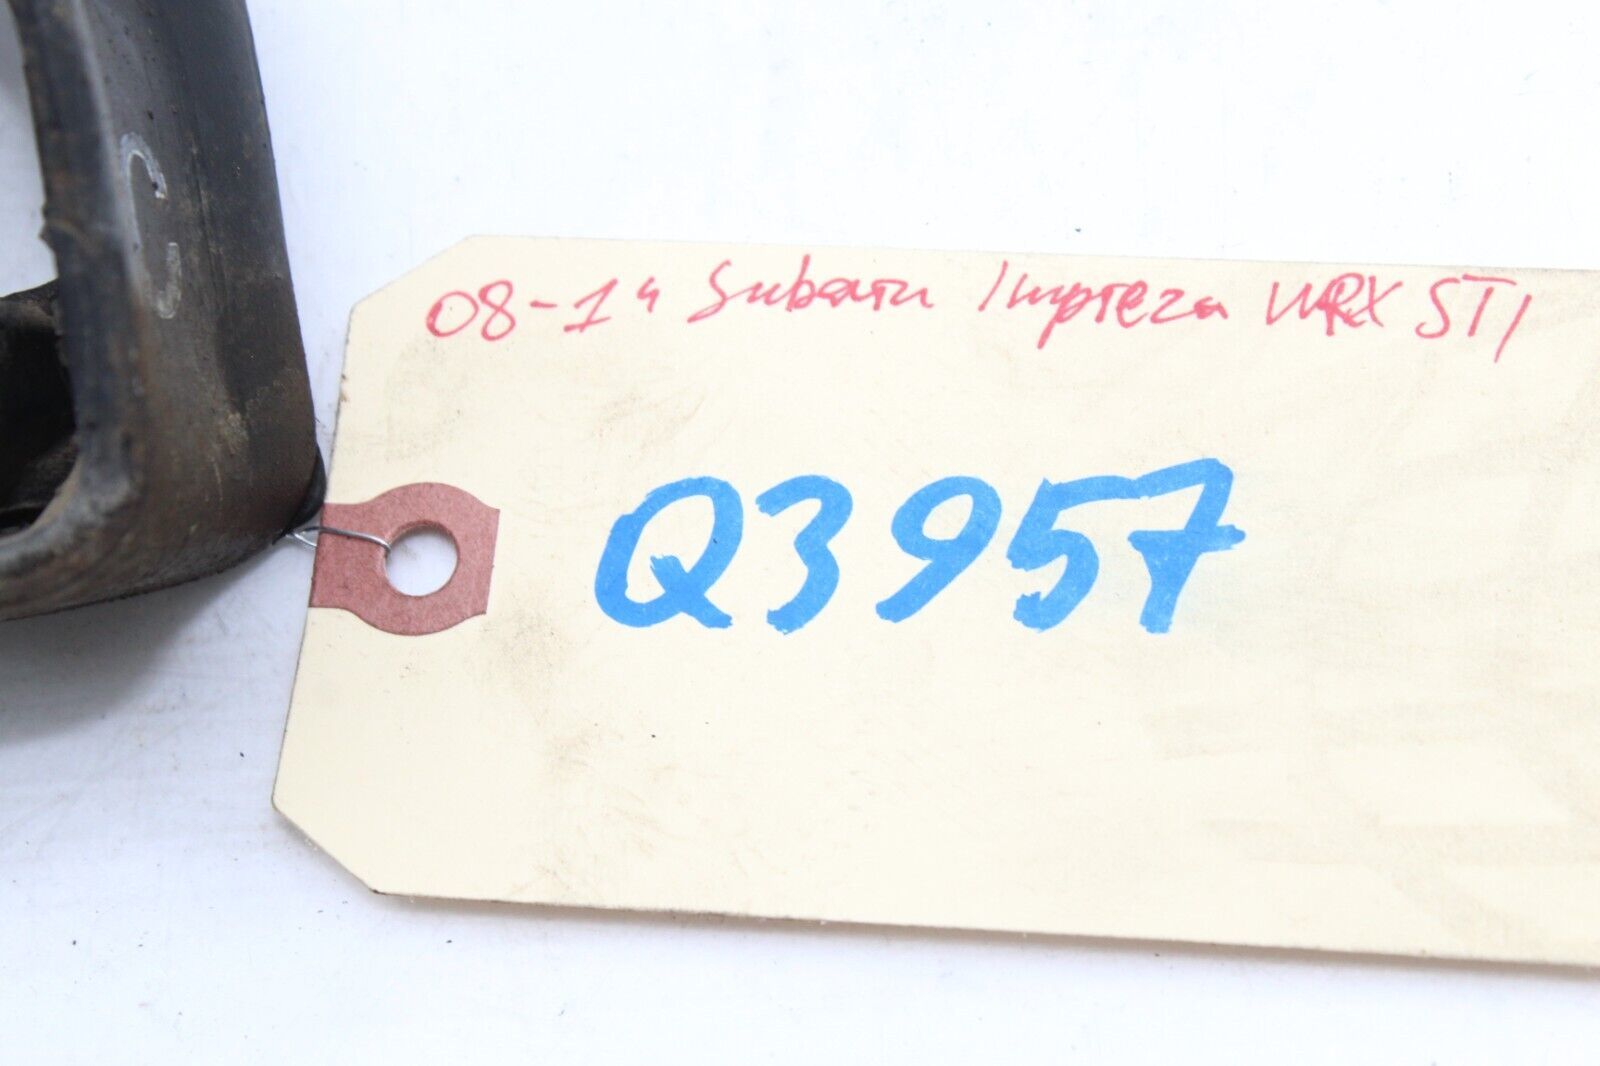 08-14 Subaru Impreza WRX STI
Q3957